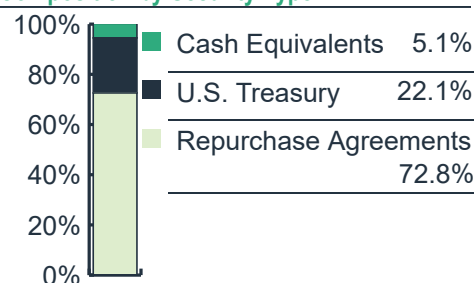 100%
Cash Equivalents 5.1%
80%
U.S. Treasury 22.1%
60%
Repurchase Agreements
72.8%
40%
20%
0%